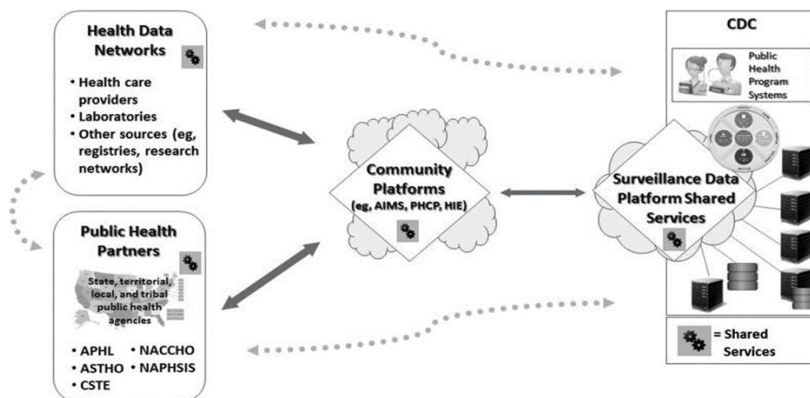 Health Data
Networks
• Health care
providers
• Laboratories
• Other sources (eg,
registries, research
networks)
Public Health
Partners
State, territorial,
local, and tribal
public health
agencies
• APHL
• ASTHO
• CSTE
• NACCHO
• NAPHSIS
Community
Platforms
(eg, AIMS, PHCP, HIE)
CDC
Public
Health
Program
Systems
Surveillance Data
Platform Shared
Services
= Shared
Services